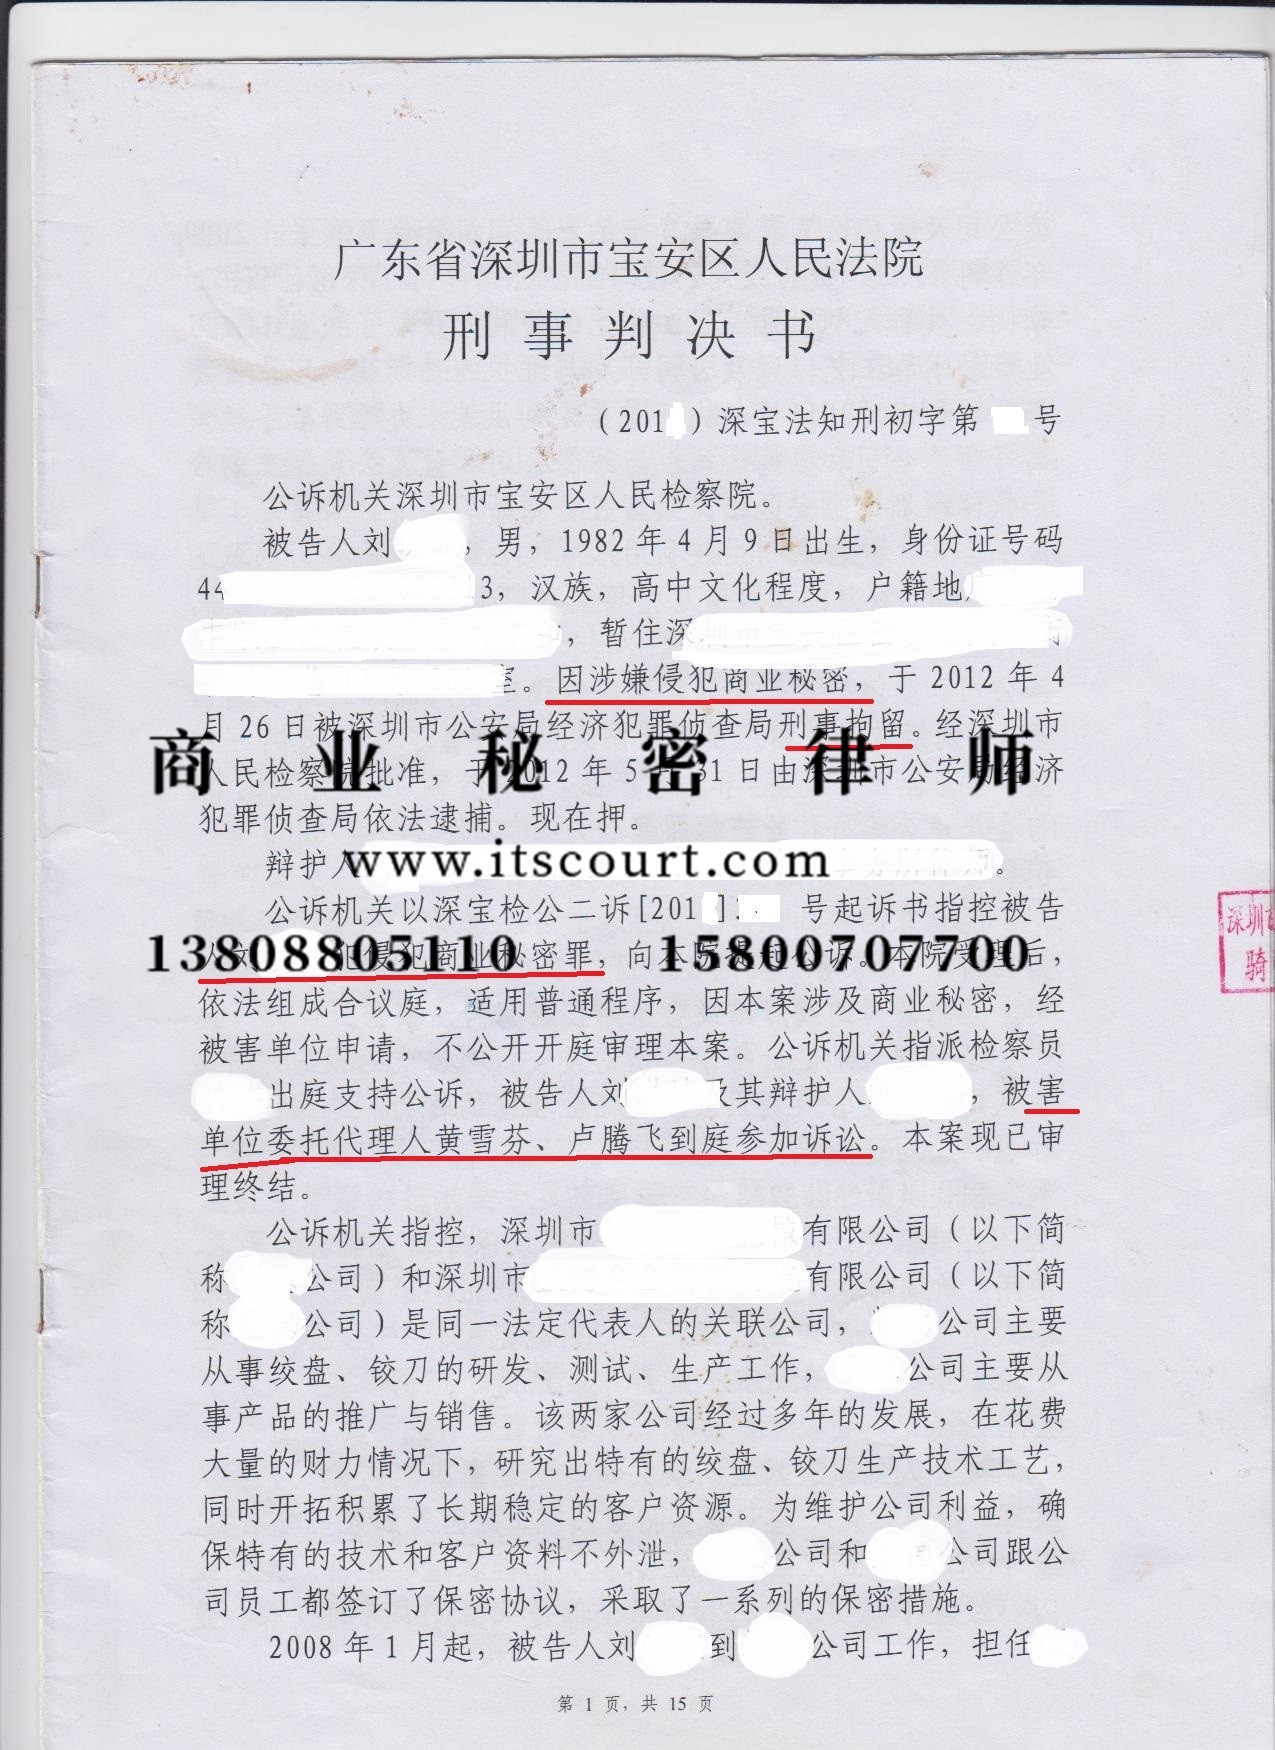 广东省深圳市宝安区人民法院
刑事判决书
（201）深宝法知刑初字第 号
公诉机关深圳市宝安区人民检察院。
被告人刘 ，男，1982年4月9日出生，身份证号码
44 3，汉族，高中文化程度，户籍地
，暂住深
室。因涉嫌侵犯商业秘密，于2012年4
月26日被深圳市公安局经济犯罪侦查局刑事拘留。经深圳市
商业秘密律师
人民检察院批准，于2012年5月31日由深圳市公安局经济
犯罪侦查局依法逮捕。现在押。
辩护人 。
www.itscourt.com
公诉机关以深宝检公二诉[201 ] 号起诉书指控被告
人刘 犯侵犯商业秘密罪，向本院提起公诉。本院受理后，
13808805110 15800707700
深圳
骑
依法组成合议庭，适用普通程序，因本案涉及商业秘密，经
被害单位申请，不公开开庭审理本案。公诉机关指派检察员
出庭支持公诉，被告人刘 及其辩护人 ，被害
单位委托代理人黄雪芬、卢腾飞到庭参加诉讼。本案现已审
理终结。
公诉机关指控，深圳市 有限公司（以下简
称 公司）和深圳市 有限公司（以下简
称 公司）是同一法定代表人的关联公司， 公司主要
从事绞盘、铰刀的研发、测试、生产工作， 公司主要从
事产品的推广与销售。该两家公司经过多年的发展，在花费
大量的财力情况下，研究出特有的绞盘、铰刀生产技术工艺，
同时开拓积累了长期稳定的客户资源。为维护公司利益，确
保特有的技术和客户资料不外泄， 公司和 公司跟公
司员工都签订了保密协议，采取了一系列的保密措施。
2008年1月起，被告人刘 到 公司工作，担任
第 1 页，共 15 页